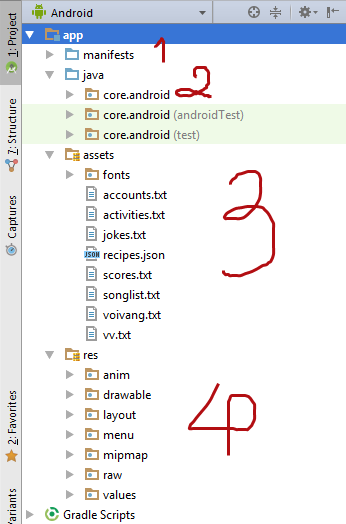 Android
app
1
manifests
java
core.android
2
core.android (androidTest)
core.android (test)
assets
fonts
accounts.txt
activities.txt
jokes.txt
JSON recipes.json
scores.txt
songlist.txt
voivang.txt
vv.txt
3
res
anim
drawable
layout
menu
mipmap
raw
values
4
Gradle Scripts
1: Project
7: Structure
Captures
2: Favorites
Variants